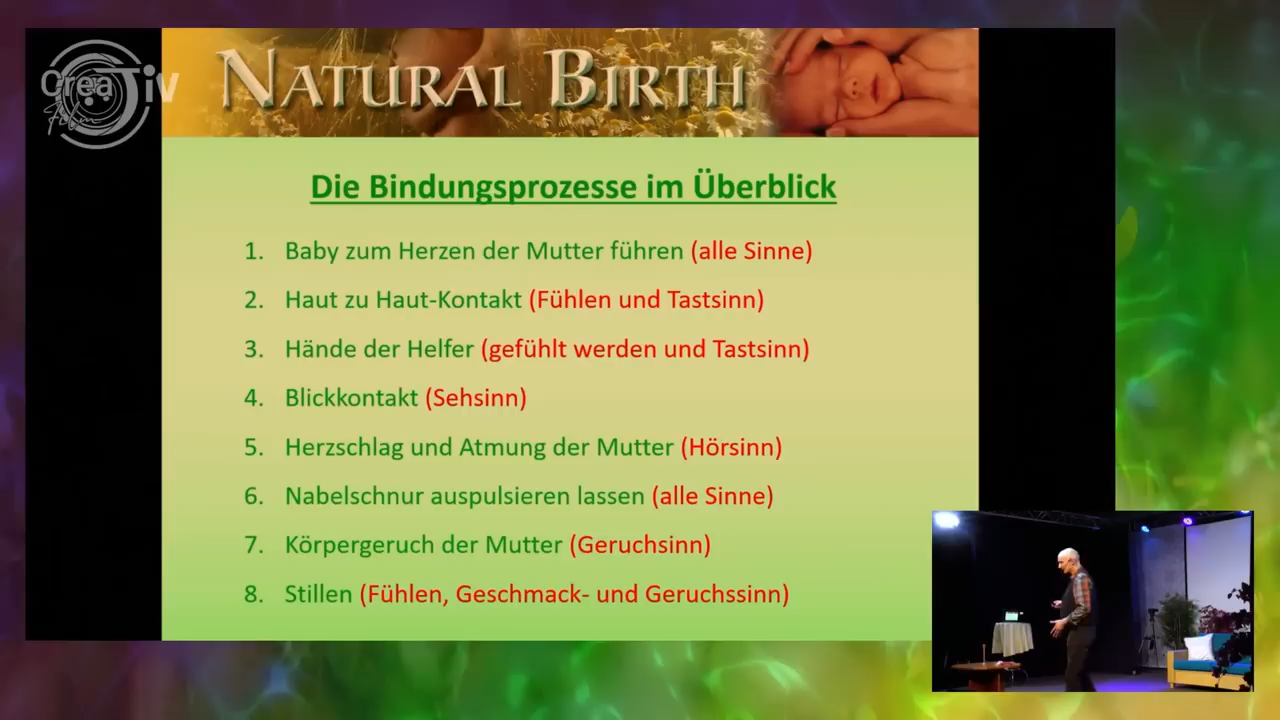 CreaTiv
Film
NATURAL BIRTH
Die Bindungsprozesse im Überblick
1. Baby zum Herzen der Mutter führen (alle Sinne)
2. Haut zu Haut-Kontakt (Fühlen und Tastsinn)
3. Hände der Helfer (gefühlt werden und Tastsinn)
4. Blickkontakt (Sehsinn)
5. Herzschlag und Atmung der Mutter (Hörsinn)
6. Nabelschnur auspulsieren lassen (alle Sinne)
7. Körpergeruch der Mutter (Geruchsinn)
8. Stillen (Fühlen, Geschmack- und Geruchssinn)